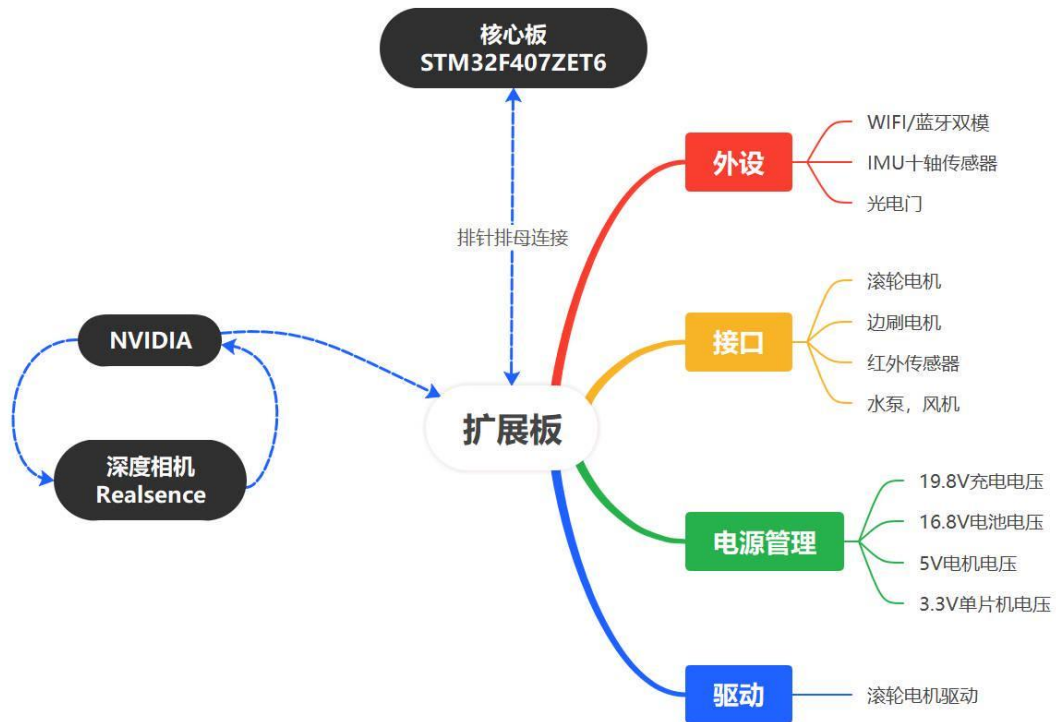 核心板
STM32F407ZET6
排针排母连接
NVIDIA
深度相机
Realsence
扩展板
外设
WIFI/蓝牙双模
IMU十轴传感器
光电门
接口
滚轮电机
边刷电机
红外传感器
水泵，风机
电源管理
19.8V充电电压
16.8V电池电压
5V电机电压
3.3V单片机电压
驱动
滚轮电机驱动